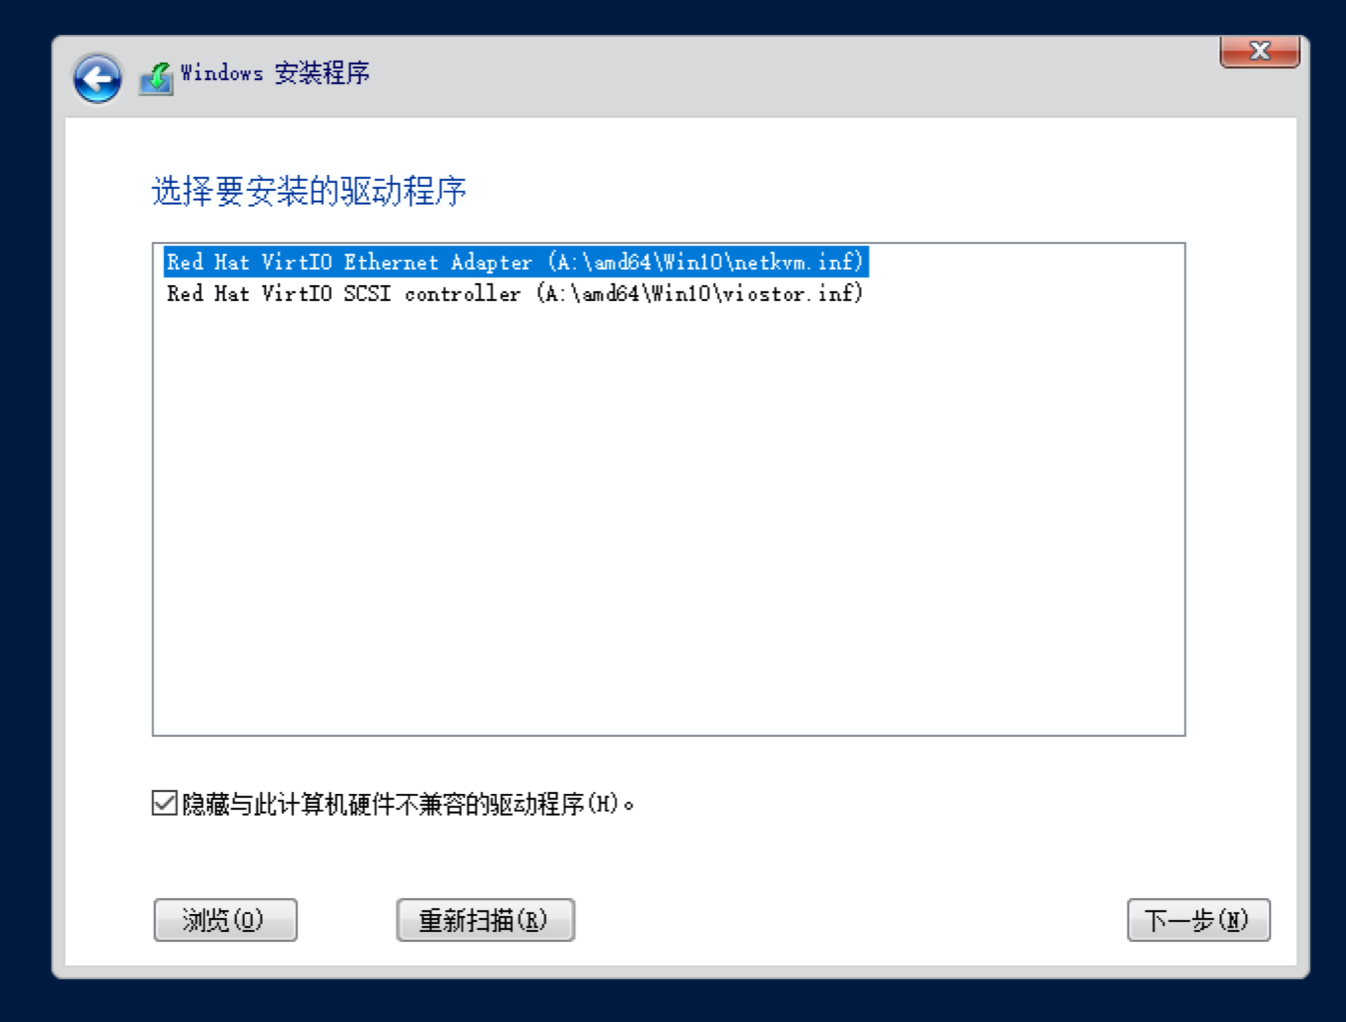 Windows 安装程序
选择要安装的驱动程序
Red Hat VirtIO Ethernet Adapter (A:\amd64\Win10\netkvm.inf)
Red Hat VirtIO SCSI controller (A:\amd64\Win10\viostor.inf)
隐藏与此计算机硬件不兼容的驱动程序(H)。
浏览(O)
重新扫描(R)
下一步(N)